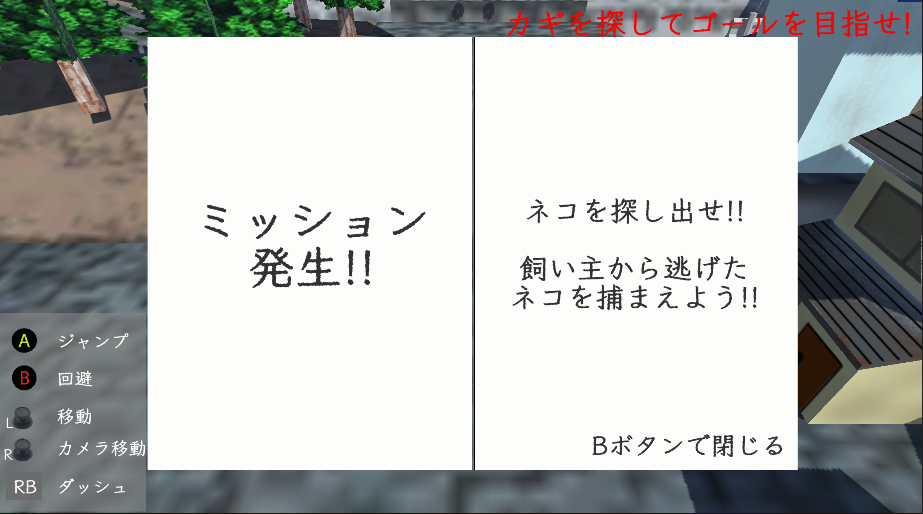 カギを探してゴールを目指せ!
ミッション
発生!!
ネコを探し出せ!!
飼い主から逃げた
ネコを捕まえよう!!
Bボタンで閉じる
A ジャンプ
B 回避
L 移動
R カメラ移動
RB ダッシュ